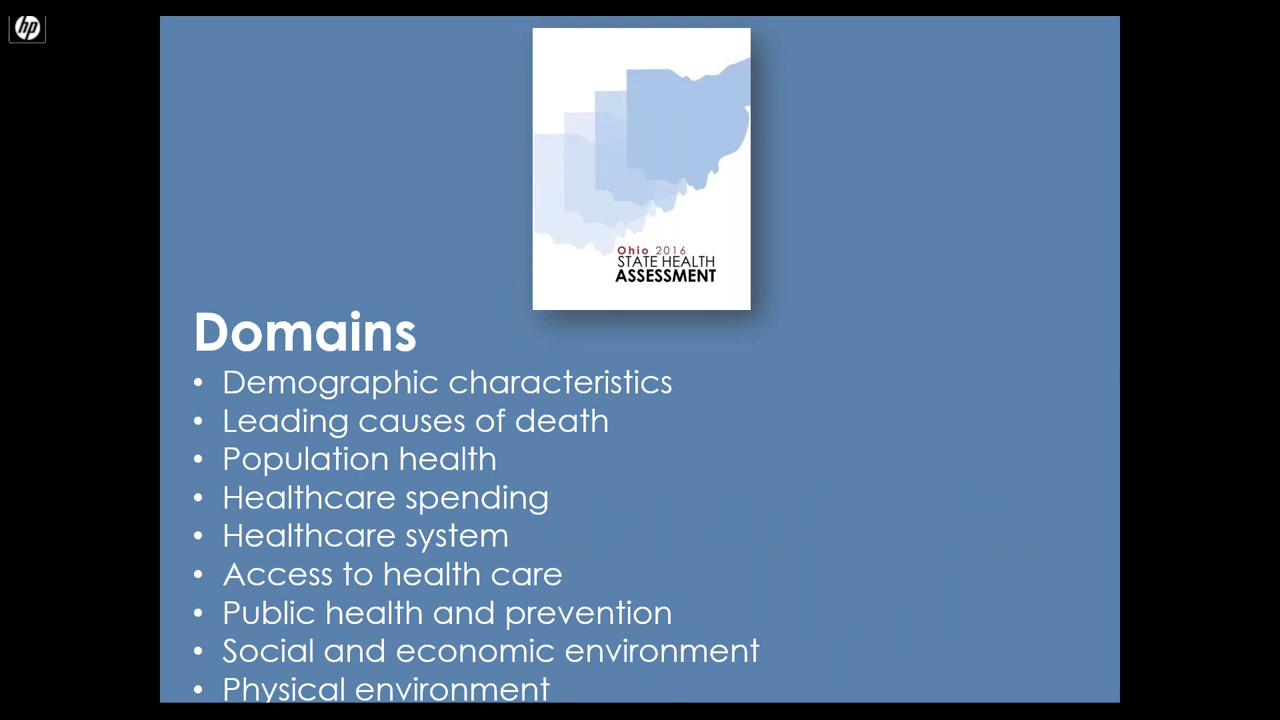 hp
Ohio 2016
STATE HEALTH
ASSESSMENT
Domains
• Demographic characteristics
• Leading causes of death
• Population health
• Healthcare spending
• Healthcare system
• Access to health care
• Public health and prevention
• Social and economic environment
• Physical environment